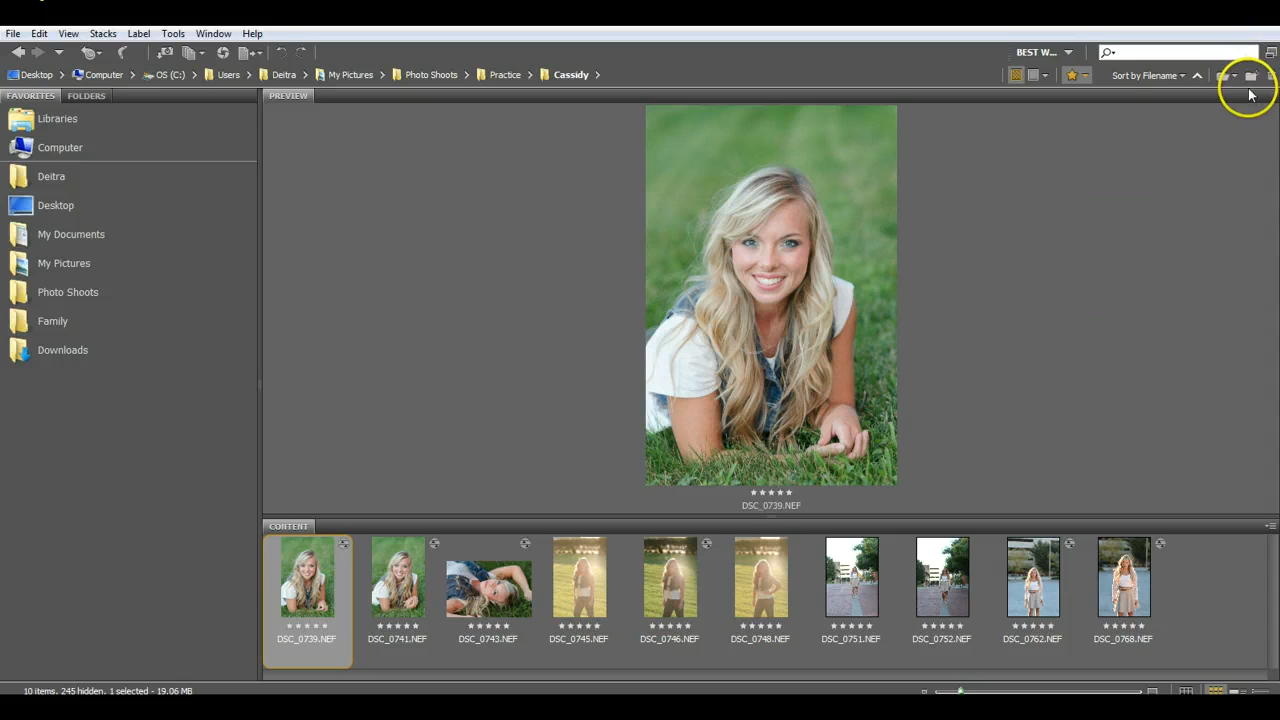 File Edit View Stacks Label Tools Window Help
BEST W...
Desktop Computer OS (C:) Users Deitra My Pictures Photo Shoots Practice Cassidy
Sort by Filename
FAVORITES FOLDERS
PREVIEW
Libraries
Computer
Deitra
Desktop
My Documents
My Pictures
Photo Shoots
Family
Downloads
DSC_0739.NEF
CONTENT
DSC_0739.NEF DSC_0741.NEF DSC_0743.NEF DSC_0745.NEF DSC_0746.NEF DSC_0748.NEF DSC_0751.NEF DSC_0752.NEF DSC_0762.NEF DSC_0768.NEF
10 items, 245 hidden, 1 selected - 19.06 MB